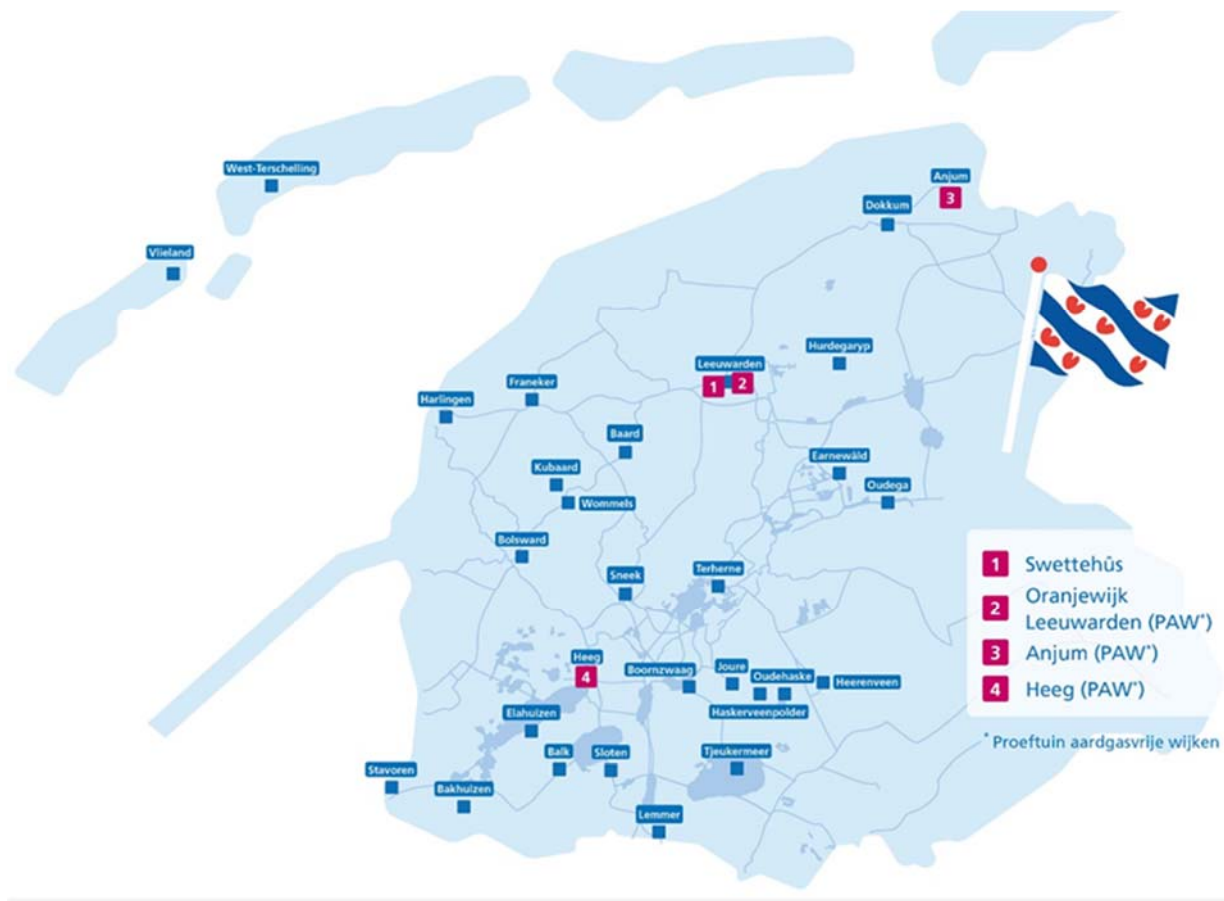 West-Terschelling
Anjum
3
Dokkum
Vlieland
Leeuwarden
1
2
Hurdegaryp
Franeker
Harlingen
Baard
Earnewâld
Kubaard
Oudega
Wommels
Bolsward
Sneek
Terherne
Heeg
4
Boornzwaag
Joure
Oudehaske
Heerenveen
Haskerveenpolder
Elahuizen
Balk
Sloten
Tjeukermeer
Stavoren
Bakhuizen
Lemmer
1 Swettehûs
2 Oranjewijk
Leeuwarden (PAW*)
3 Anjum (PAW*)
4 Heeg (PAW*)
* Proeftuin aardgasvrije wijken